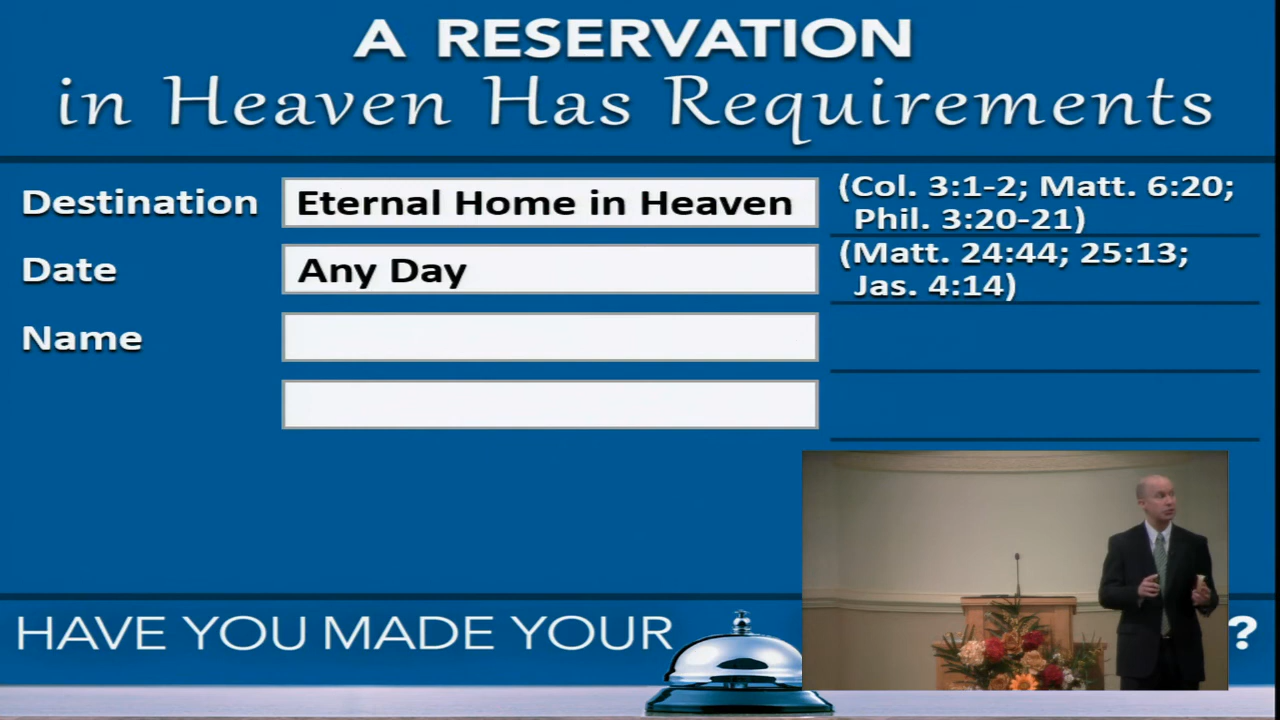 A RESERVATION
in Heaven Has Requirements
Destination
Eternal Home in Heaven
(Col. 3:1-2; Matt. 6:20;
Phil. 3:20-21)
Date
Any Day
(Matt. 24:44; 25:13;
Jas. 4:14)
Name
HAVE YOU MADE YOUR ?